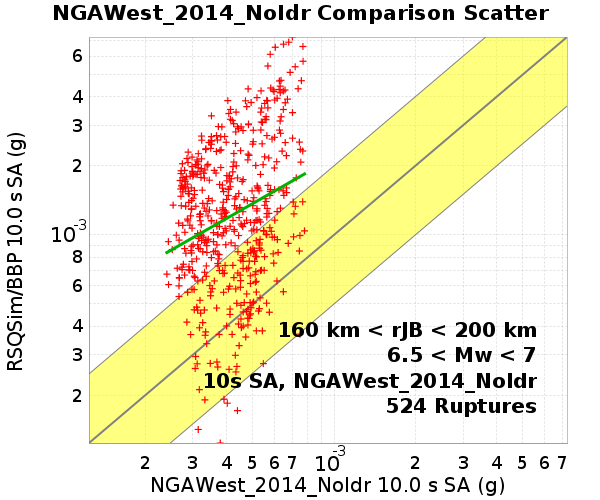 NGAWest_2014_NoIdr Comparison Scatter
RSQSim/BBP 10.0 s SA (g)
6
4
3
2
10-3
8
6
4
3
2
160 km < rJB < 200 km
6.5 < Mw < 7
10s SA, NGAWest_2014_NoIdr
524 Ruptures
2 3 4 5 6 7 10-3 2 3 4 5 6 7
NGAWest_2014_NoIdr 10.0 s SA (g)